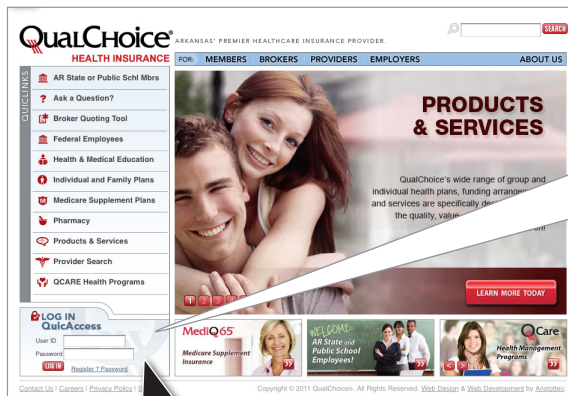 QualChoice®
HEALTH INSURANCE
ARKANSAS' PREMIER HEALTHCARE INSURANCE PROVIDER.
SEARCH
FOR: MEMBERS BROKERS PROVIDERS EMPLOYERS ABOUT US
QUICLINKS
AR State or Public Schl Mbrs
Ask a Question?
Broker Quoting Tool
Federal Employees
Health & Medical Education
Individual and Family Plans
Medicare Supplement Plans
Pharmacy
Products & Services
Provider Search
QCARE Health Programs
PRODUCTS
& SERVICES
QualChoice's wide range of group and
individual health plans, funding
and services are specifically
the quality,
LEARN MORE TODAY
1 2 3
LOG IN
QuicAccess
User ID
Password
LOG IN Register ? Password
MediQ65
Medicare Supplement
Insurance
WELCOME
AR State and
Public School
Employees!
QCare
Health Management
Programs
Contact Us | Careers | Privacy Policy |
Copyright © 2011 QualChoice®. All Rights Reserved. Web Design & Web Development by Aristotle®.